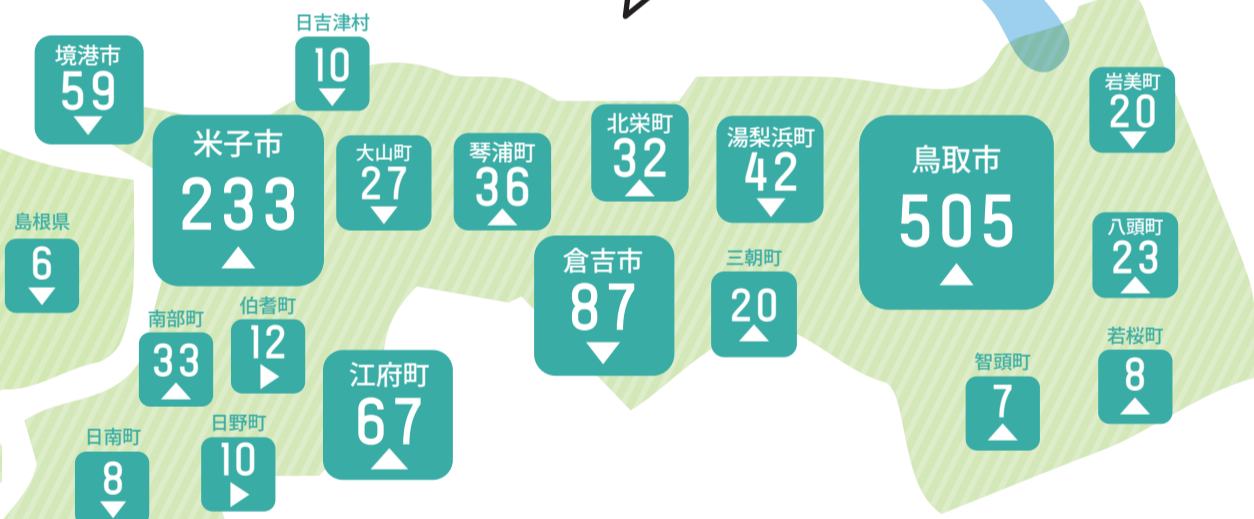 日吉津村
10
▼
境港市
59
▼
米子市
233
▲
大山町
27
▼
琴浦町
36
▲
北栄町
32
▲
湯梨浜町
42
▼
鳥取市
505
▲
岩美町
20
▼
島根県
6
▼
八頭町
23
▲
倉吉市
87
▼
三朝町
20
▲
南部町
33
▲
伯耆町
12
▶
江府町
67
▲
智頭町
7
▲
若桜町
8
▲
日南町
8
▼
日野町
10
▶